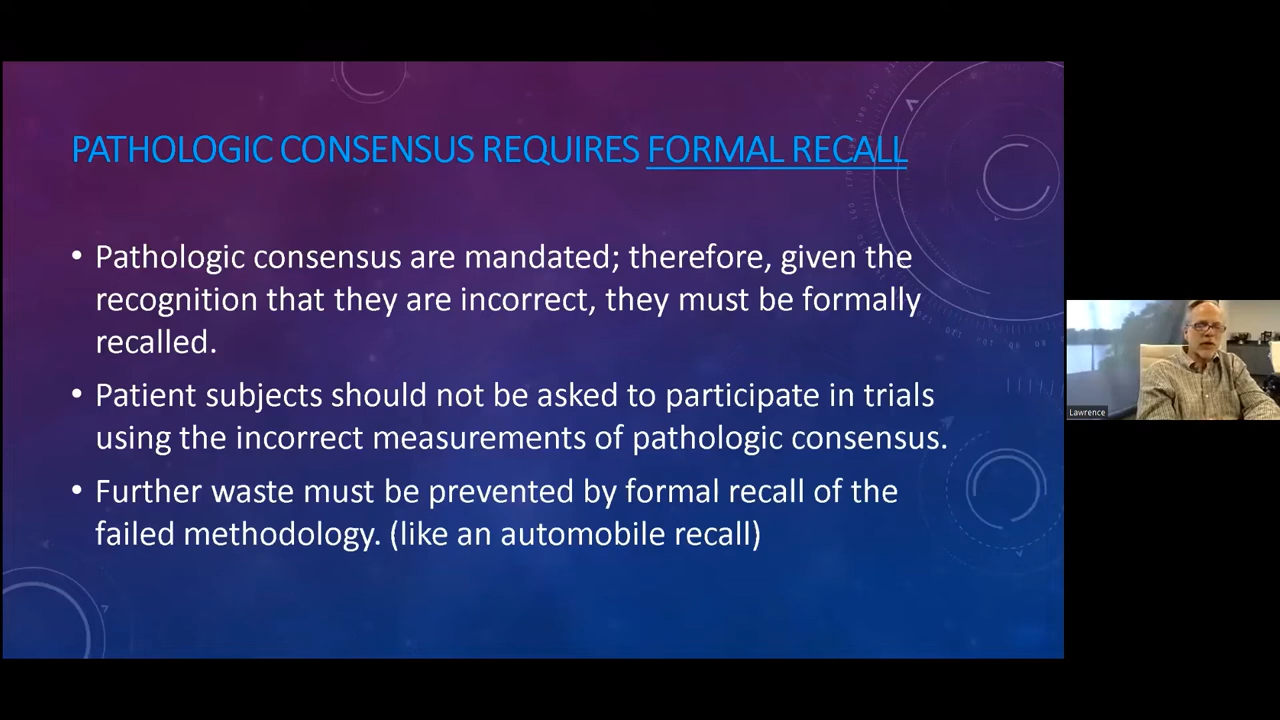 PATHOLOGIC CONSENSUS REQUIRES FORMAL RECALL
• Pathologic consensus are mandated; therefore, given the
recognition that they are incorrect, they must be formally
recalled.
• Patient subjects should not be asked to participate in trials
using the incorrect measurements of pathologic consensus.
• Further waste must be prevented by formal recall of the
failed methodology. (like an automobile recall)
Lawrence